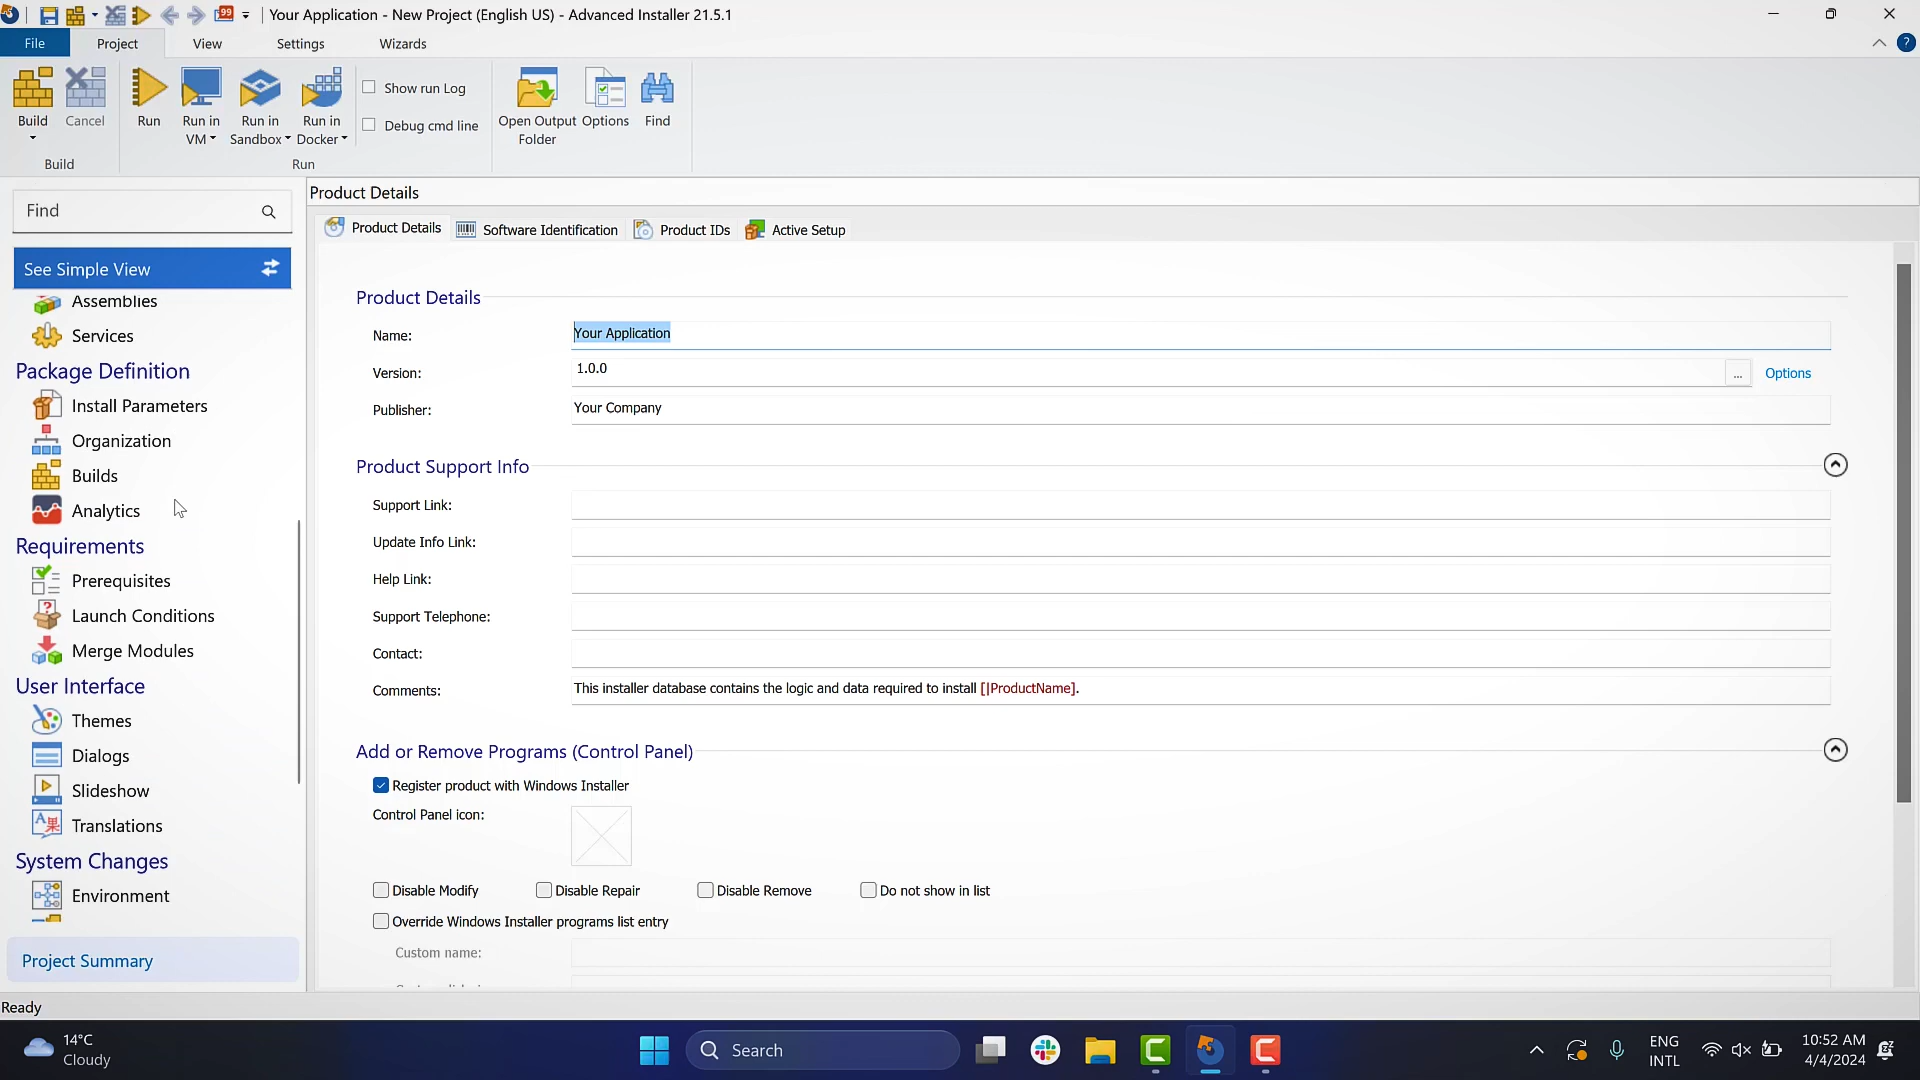 99
Your Application - New Project (English US) - Advanced Installer 21.5.1
File
Project
View
Settings
Wizards
?
Build
Cancel
Run
Run in VM
Run in Sandbox
Run in Docker
Show run Log
Debug cmd line
Open Output Folder
Options
Find
Build
Run
Find
See Simple View
Assemblies
Services
Package Definition
Install Parameters
Organization
Builds
Analytics
Requirements
Prerequisites
Launch Conditions
Merge Modules
User Interface
Themes
Dialogs
Slideshow
Translations
System Changes
Environment
Project Summary
Product Details
Product Details
Software Identification
Product IDs
Active Setup
Product Details
Name: Your Application
Version: 1.0.0 ... Options
Publisher: Your Company
Product Support Info
Support Link:
Update Info Link:
Help Link:
Support Telephone:
Contact:
Comments: This installer database contains the logic and data required to install [|ProductName].
Add or Remove Programs (Control Panel)
Register product with Windows Installer
Control Panel icon:
Disable Modify
Disable Repair
Disable Remove
Do not show in list
Override Windows Installer programs list entry
Custom name:
Ready
14°C
Cloudy
Search
ENG
INTL
10:52 AM
4/4/2024